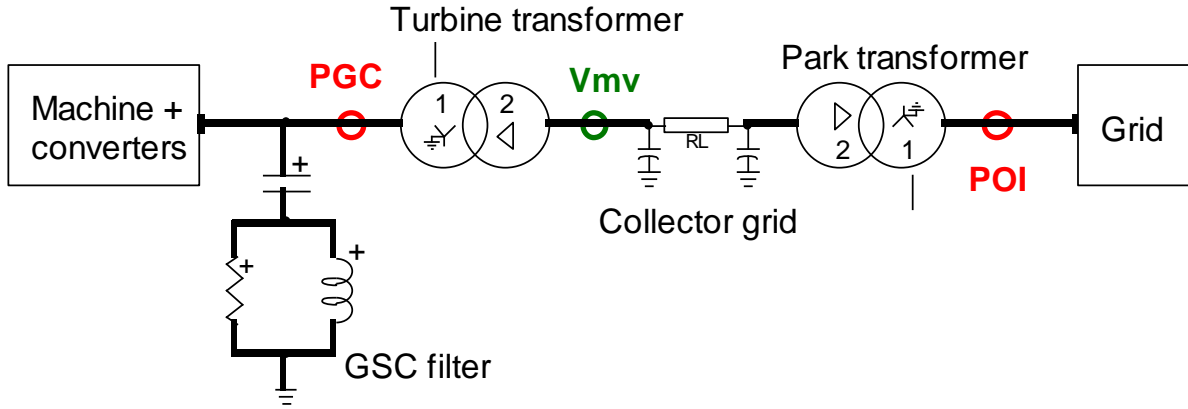 Turbine transformer
PGC
Vmv
Park transformer
Machine +
converters
1
2
RL
2
1
Grid
POI
+
Collector grid
+
+
GSC filter